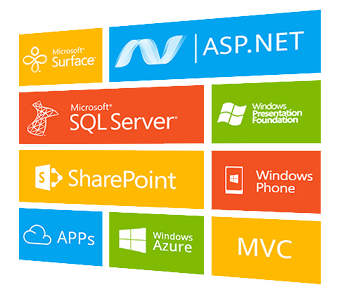 Microsoft®
Surface®
ASP.NET
Microsoft®
SQL Server®
Windows
Presentation
Foundation
S
SharePoint
Windows
Phone
APPs
Windows
Azure
MVC